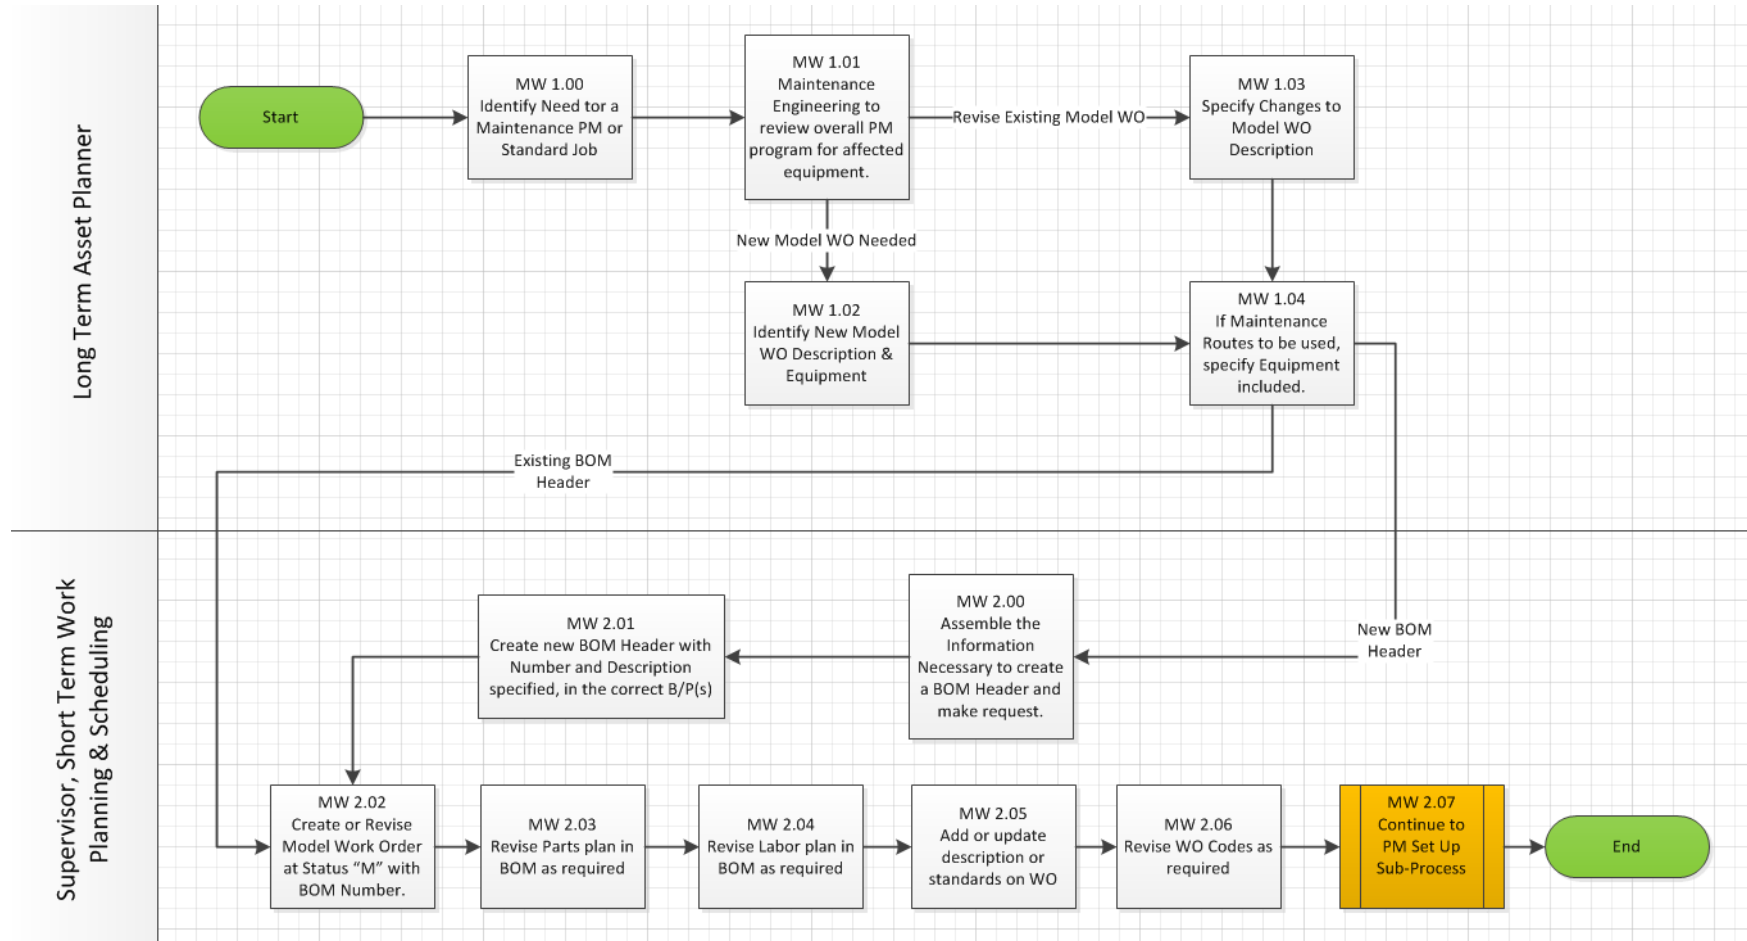 Long Term Asset Planner
Start
MW 1.00
Identify Need tor a
Maintenance PM or
Standard Job
MW 1.01
Maintenance
Engineering to
review overall PM
program for affected
equipment.
Revise Existing Model WO
MW 1.03
Specify Changes to
Model WO
Description
New Model WO Needed
MW 1.02
Identify New Model
WO Description &
Equipment
MW 1.04
If Maintenance
Routes to be used,
specify Equipment
included.
Existing BOM
Header
Supervisor, Short Term Work
Planning & Scheduling
New BOM
Header
MW 2.00
Assemble the
Information
Necessary to create
a BOM Header and
make request.
MW 2.01
Create new BOM Header with
Number and Description
specified, in the correct B/P(s)
MW 2.02
Create or Revise
Model Work Order
at Status “M” with
BOM Number.
MW 2.03
Revise Parts plan in
BOM as required
MW 2.04
Revise Labor plan in
BOM as required
MW 2.05
Add or update
description or
standards on WO
MW 2.06
Revise WO Codes as
required
MW 2.07
Continue to
PM Set Up
Sub-Process
End